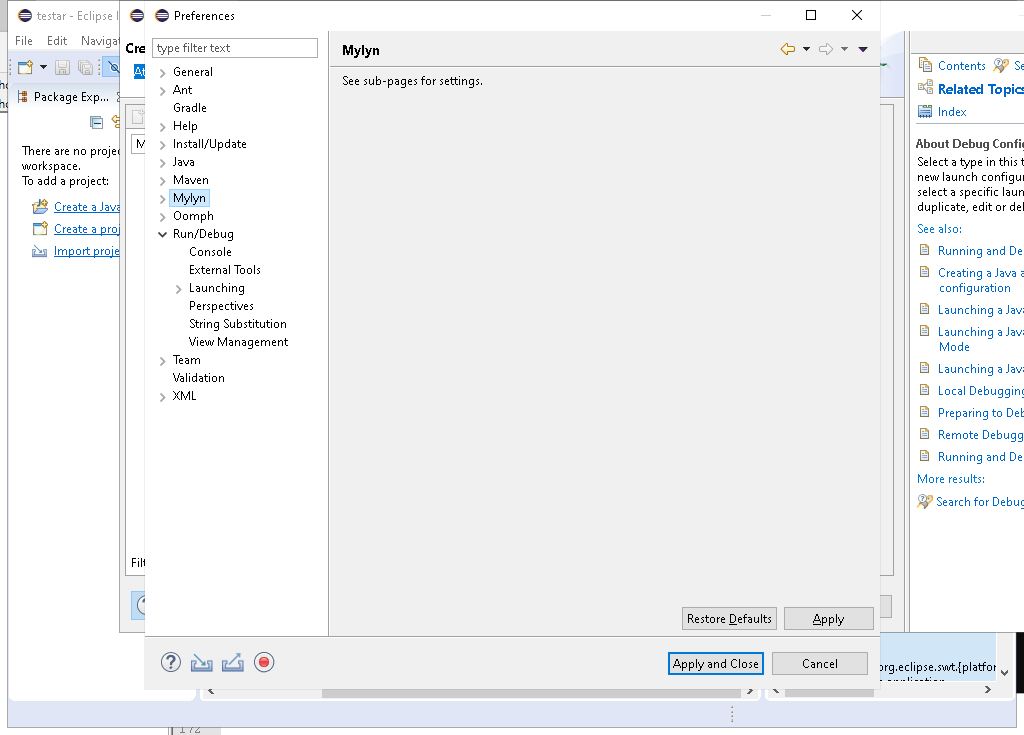 testar - Eclipse I
Preferences
File Edit Navigat
Cre
type filter text
Mylyn
See sub-pages for settings.
Package Exp...
There are no projec
workspace.
To add a project:
Create a Java
Create a proj
Import proje
General
Ant
Gradle
Help
Install/Update
Java
Maven
Mylyn
Oomph
Run/Debug
Console
External Tools
Launching
Perspectives
String Substitution
View Management
Team
Validation
XML
Filt
Restore Defaults
Apply
Apply and Close
Cancel
Contents
Se
Related Topics
Index
About Debug Config
Select a type in this t
new launch configur
select a specific laun
duplicate, edit or del
See also:
Running and De
Creating a Java a
configuration
Launching a Java
Launching a Java
Mode
Launching a Java
Local Debugging
Preparing to Deb
Remote Debugg
Running and De
More results:
Search for Debug
org.eclipse.swt.{platfor
172